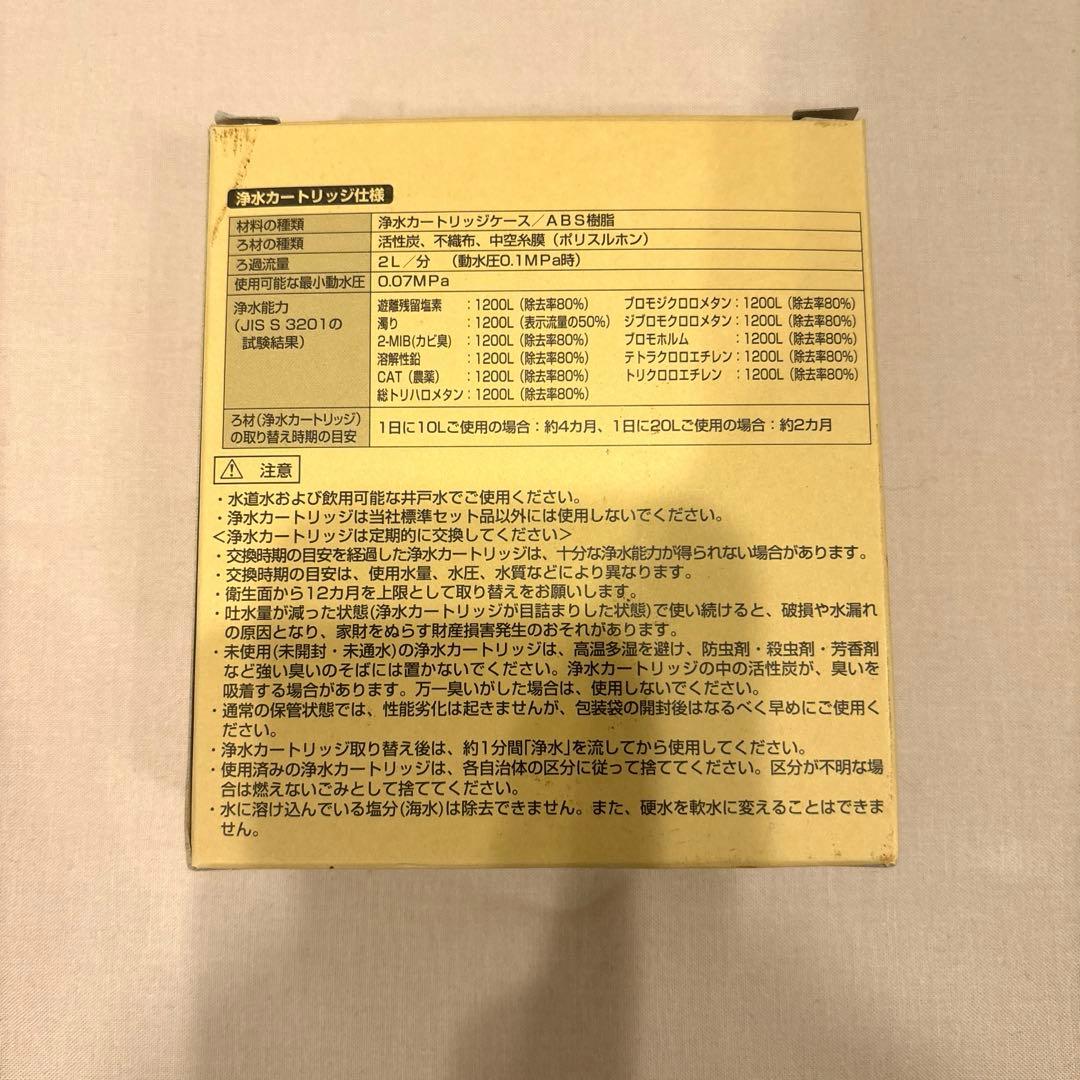 浄水カートリッジ仕様
材料の種類 浄水カートリッジケース／ＡＢＳ樹脂
ろ材の種類 活性炭、不織布、中空糸膜（ポリスルホン）
ろ過流量 ２Ｌ／分 （動水圧0.1MPa時）
使用可能な最小動水圧 0.07MPa
浄水能力
（JIS S 3201の
試験結果）
遊離残留塩素 ：1200L（除去率80%） ブロモジクロロメタン：1200L（除去率80%）
濁り ：1200L（表示流量の50%） ジブロモクロロメタン：1200L（除去率80%）
2-MIB(カビ臭) ：1200L（除去率80%） ブロモホルム ：1200L（除去率80%）
溶解性鉛 ：1200L（除去率80%） テトラクロロエチレン：1200L（除去率80%）
CAT（農薬） ：1200L（除去率80%） トリクロロエチレン ：1200L（除去率80%）
総トリハロメタン：1200L（除去率80%）
ろ材（浄水カートリッジ）
の取り替え時期の目安 1日に10Lご使用の場合：約4カ月、1日に20Lご使用の場合：約2カ月
⚠ 注意
・水道水および飲用可能な井戸水でご使用ください。
・浄水カートリッジは当社標準セット品以外には使用しないでください。
＜浄水カートリッジは定期的に交換してください＞
・交換時期の目安を経過した浄水カートリッジは、十分な浄水能力が得られない場合があります。
・交換時期の目安は、使用水量、水圧、水質などにより異なります。
・衛生面から12カ月を上限として取り替えをお願いします。
・吐水量が減った状態(浄水カートリッジが目詰まりした状態)で使い続けると、破損や水漏れ
の原因となり、家財をぬらす財産損害発生のおそれがあります。
・未使用(未開封・未通水)の浄水カートリッジは、高温多湿を避け、防虫剤・殺虫剤・芳香剤
など強い臭いのそばには置かないでください。浄水カートリッジの中の活性炭が、臭いを
吸着する場合があります。万一臭いがした場合は、使用しないでください。
・通常の保管状態では、性能劣化は起きませんが、包装袋の開封後はなるべく早めにご使用く
ださい。
・浄水カートリッジ取り替え後は、約1分間｢浄水｣を流してから使用してください。
・使用済みの浄水カートリッジは、各自治体の区分に従って捨ててください。区分が不明な場
合は燃えないごみとして捨ててください。
・水に溶け込んでいる塩分(海水)は除去できません。また、硬水を軟水に変えることはできま
せん。